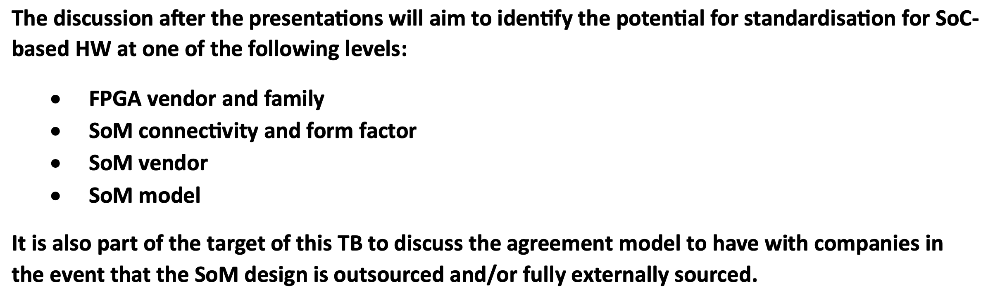 The discussion after the presentations will aim to identify the potential for standardisation for SoC-
based HW at one of the following levels:
• FPGA vendor and family
• SoM connectivity and form factor
• SoM vendor
• SoM model
It is also part of the target of this TB to discuss the agreement model to have with companies in
the event that the SoM design is outsourced and/or fully externally sourced.